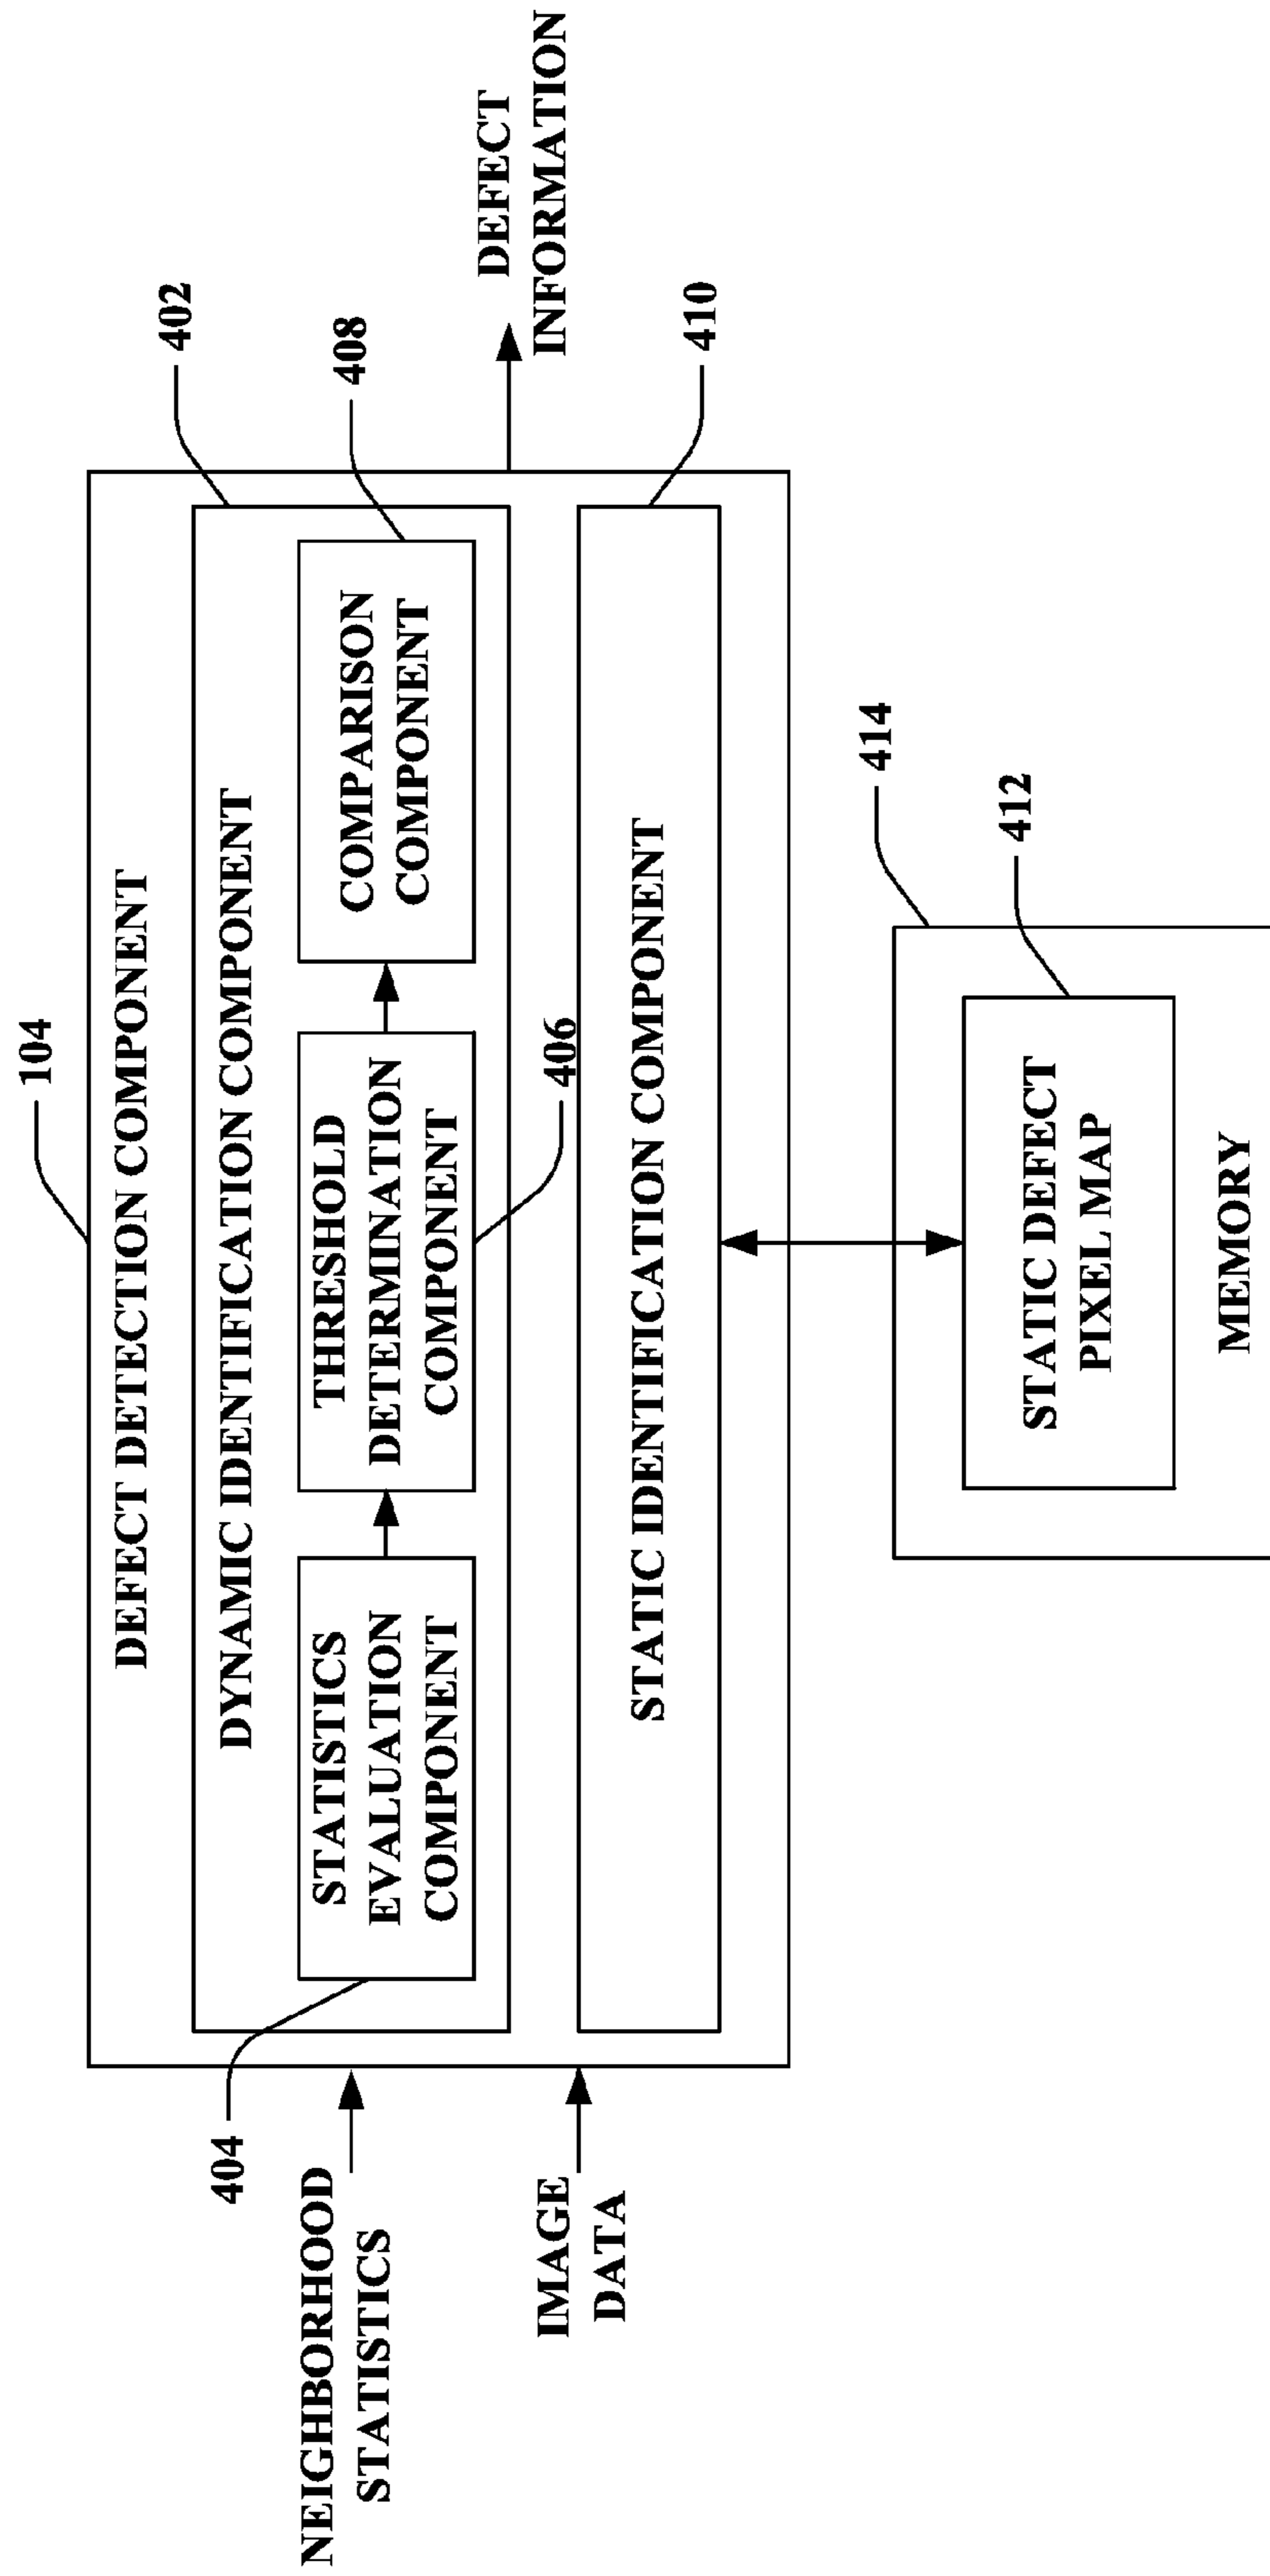 104
DEFECT DETECTION COMPONENT
402
DYNAMIC IDENTIFICATION COMPONENT
404
408
STATISTICS
EVALUATION
COMPONENT
THRESHOLD
DETERMINATION
COMPONENT
COMPARISON
COMPONENT
NEIGHBORHOOD
STATISTICS
DEFECT
INFORMATION
406
IMAGE
DATA
STATIC IDENTIFICATION COMPONENT
410
414
412
STATIC DEFECT
PIXEL MAP
MEMORY